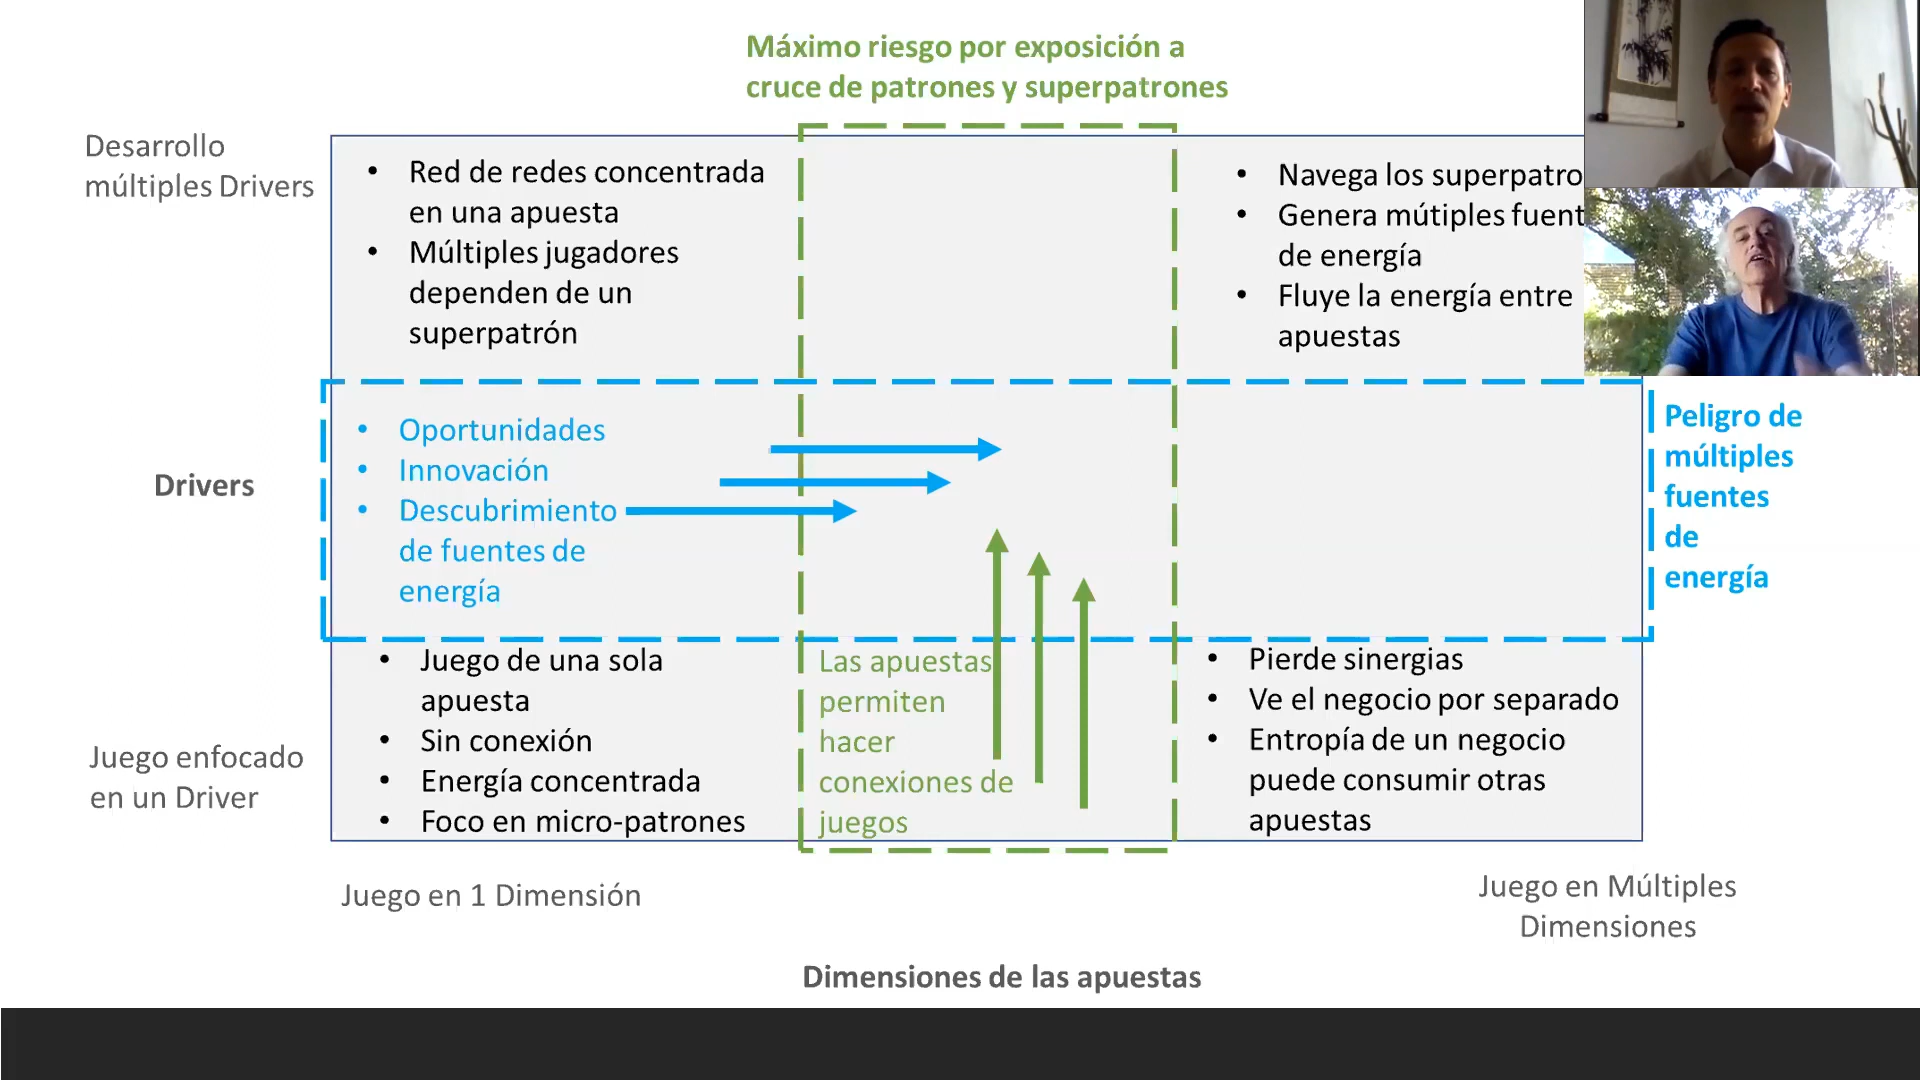 Máximo riesgo por exposición a
cruce de patrones y superpatrones
Desarrollo
múltiples Drivers
• Red de redes concentrada
en una apuesta
• Múltiples jugadores
dependen de un
superpatrón
• Navega los superpatro
• Genera mútiples fuent
de energía
• Fluye la energía entre
apuestas
Drivers
• Oportunidades
• Innovación
• Descubrimiento
de fuentes de
energía
Peligro de
múltiples
fuentes
de
energía
Juego enfocado
en un Driver
• Juego de una sola
apuesta
• Sin conexión
• Energía concentrada
• Foco en micro-patrones
Las apuestas
permiten
hacer
conexiones de
juegos
• Pierde sinergias
• Ve el negocio por separado
• Entropía de un negocio
puede consumir otras
apuestas
Juego en 1 Dimensión
Juego en Múltiples
Dimensiones
Dimensiones de las apuestas